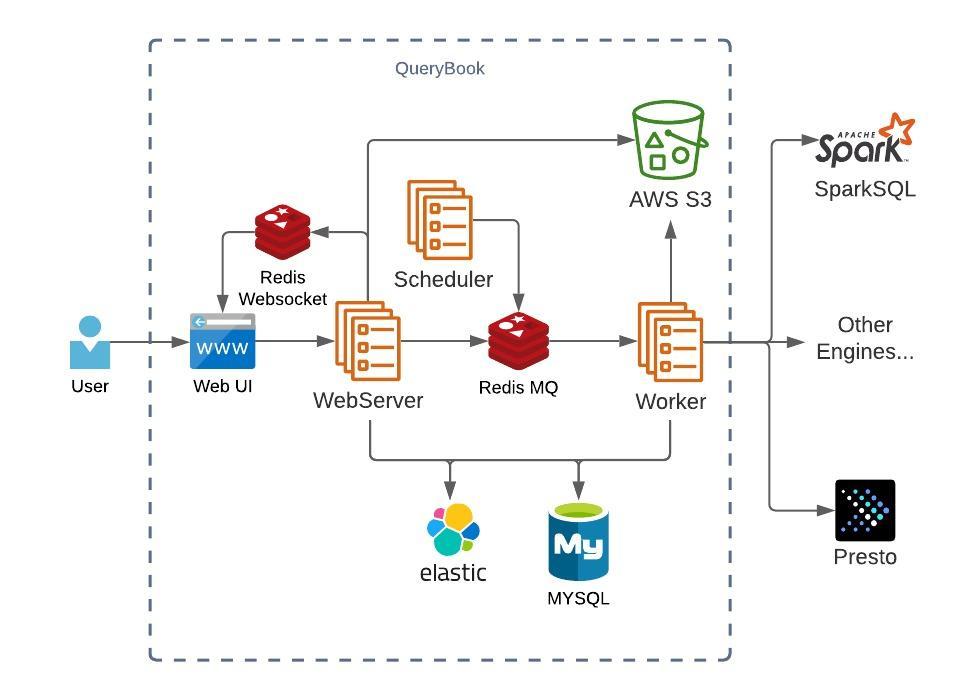 QueryBook
AWS S3
APACHE
Spark™
SparkSQL
Redis
Websocket
Scheduler
User
WWW
Web UI
WebServer
Redis MQ
Worker
Other
Engines...
elastic
My
MYSQL
Presto